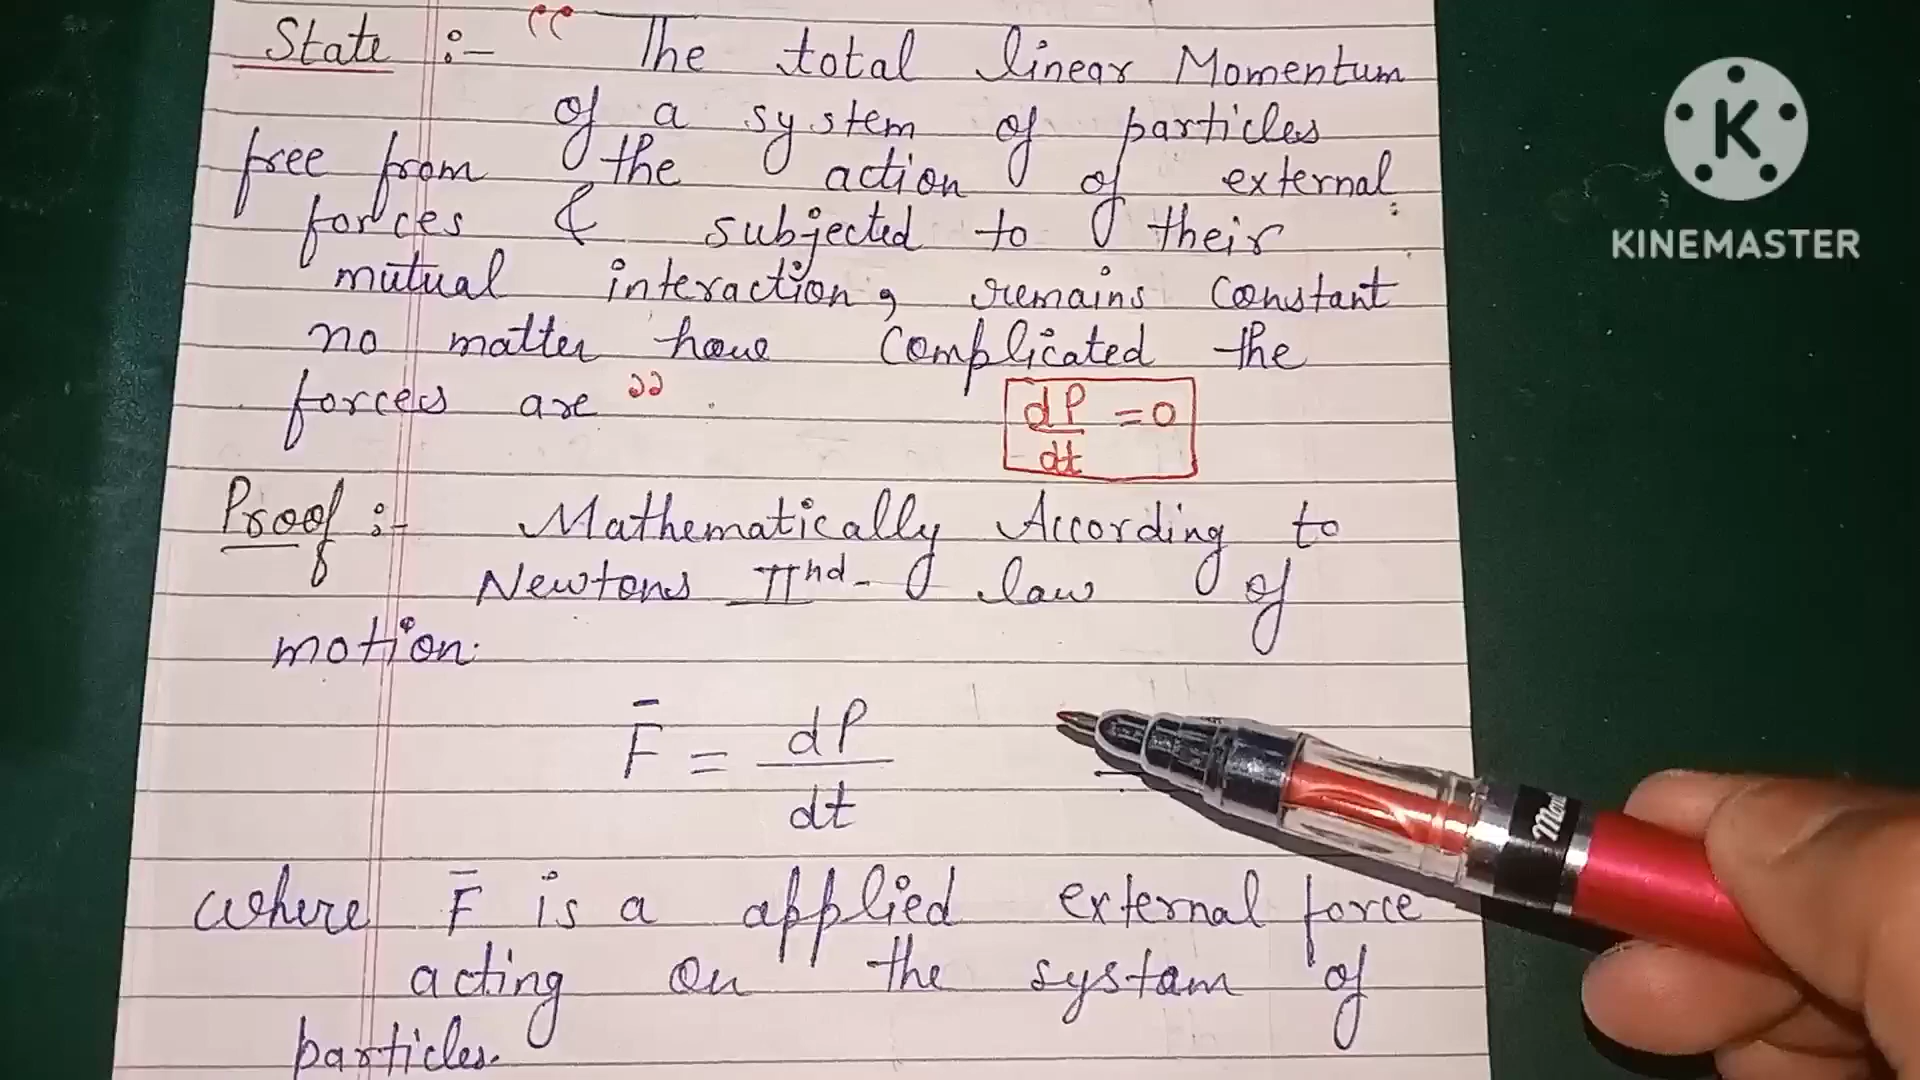 State :- " The total linear Momentum
of a system of particles
free from the action of external
forces & subjected to their
mutual interaction, remains constant
no matter how complicated the
forces are "
dP/dt = 0
Proof :- Mathematically According to
Newtons IInd law of
motion.
F̄ = dP/dt
where F̄ is a applied external force
acting on the systam of
particles.
K
KINEMASTER
Mon